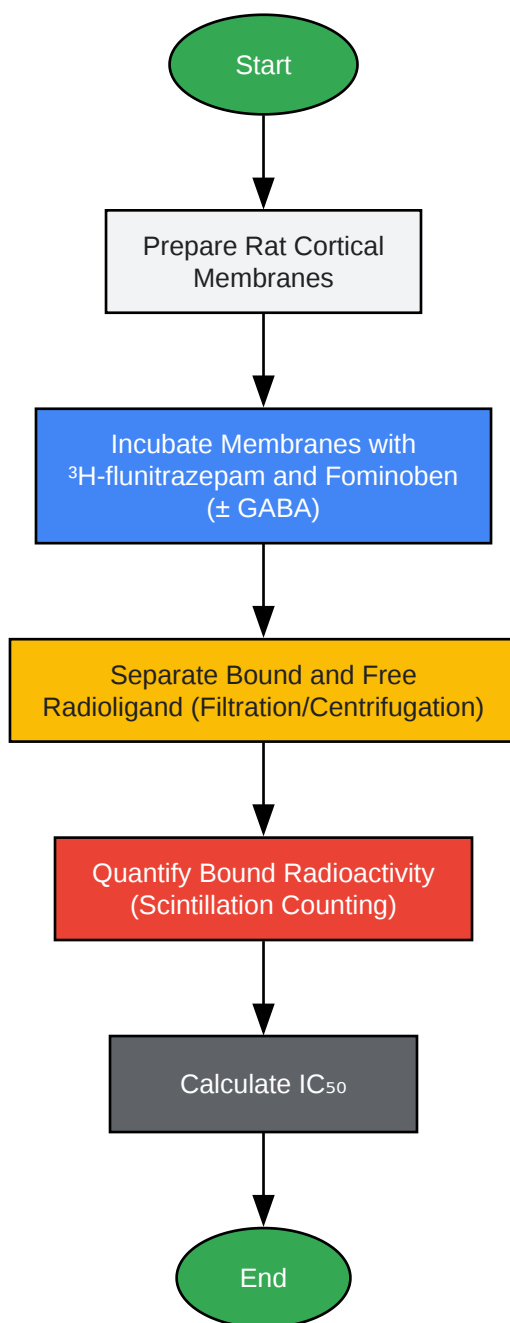 Start
Prepare Rat Cortical
Membranes
Incubate Membranes with
³H-flunitrazepam and Fominoben
(± GABA)
Separate Bound and Free
Radioligand (Filtration/Centrifugation)
Quantify Bound Radioactivity
(Scintillation Counting)
Calculate IC₅₀
End